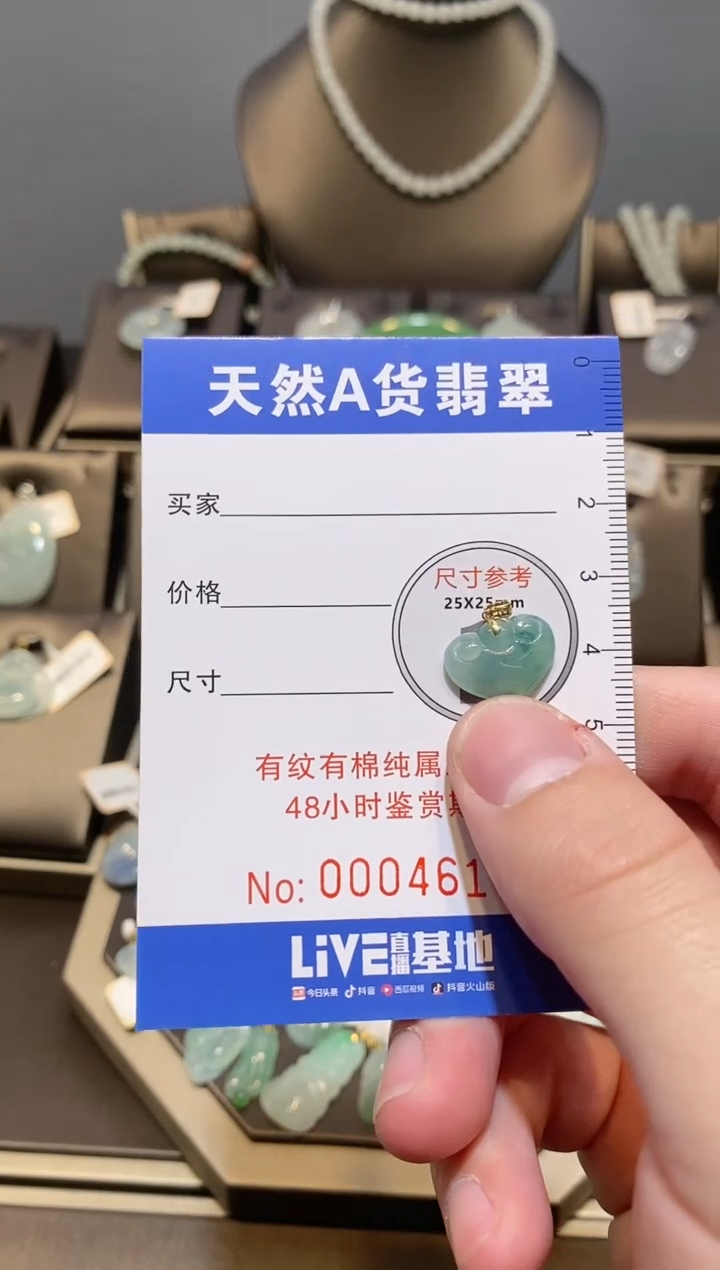 天然A货翡翠
0
1
买家
2
价格
尺寸参考
3
25X25mm
4
尺寸
5
有纹有棉纯属
48小时鉴赏期
No: 000461
LiVE直播基地
今日头条 抖音 西瓜视频 抖音火山版